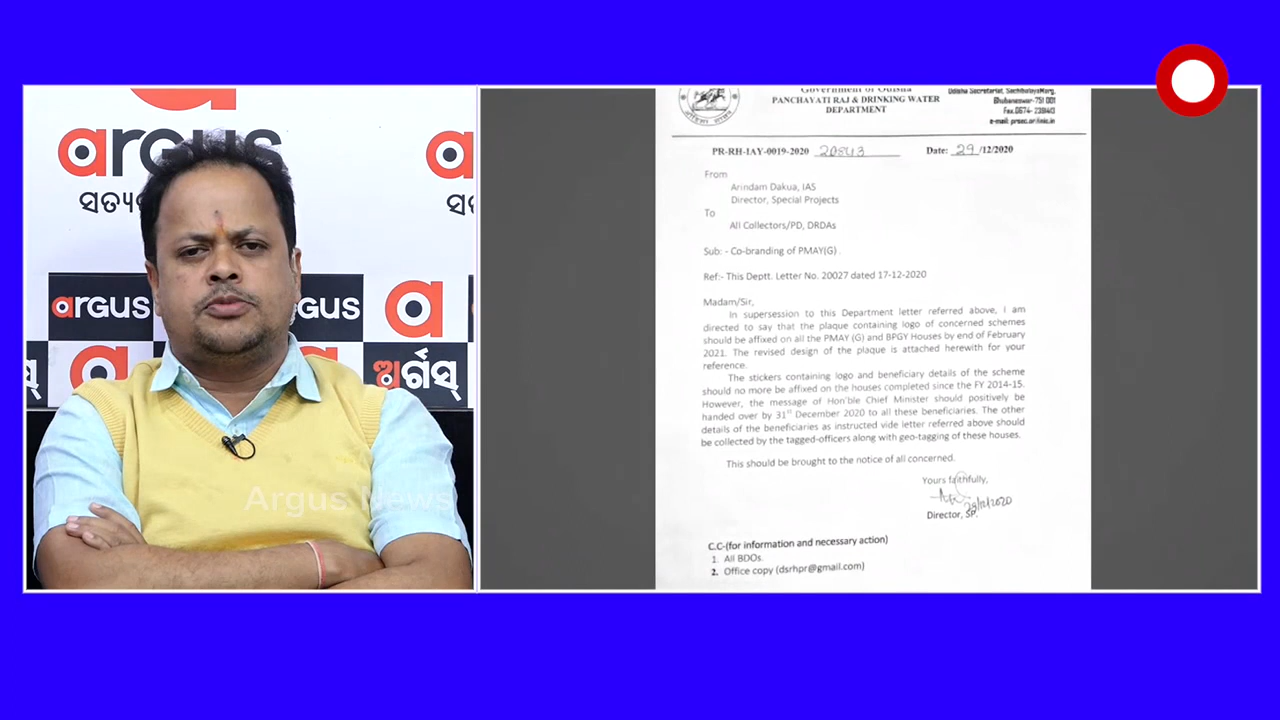 argus
ସତ୍ୟ
argus
argus
GUS
ଅର୍ଗସ୍
Argus News
Government of Odisha
PANCHAYATI RAJ & DRINKING WATER
DEPARTMENT
Odisha Secretariat, SachivalayaMarg,
Bhubaneswar-751 001
PR-RH-IAY-0019-2020 20843 Date: 29/12/2020
From
Arindam Dakua, IAS
Director, Special Projects
To
All Collectors/PD, DRDAs
Sub: - Co-branding of PMAY(G) .
Ref:- This Deptt. Letter No. 20027 dated 17-12-2020
Madam/Sir,
In supersession to this Department letter referred above, I am
directed to say that the plaque containing logo of concerned schemes
should be affixed on all the PMAY (G) and BPGY Houses by end of February
2021. The revised design of the plaque is attached herewith for your
reference.
The stickers containing logo and beneficiary details of the scheme
should no more be affixed on the houses completed since the FY 2014-15.
However, the message of Hon'ble Chief Minister should positively be
handed over by 31st December 2020 to all these beneficiaries. The other
details of the beneficiaries as instructed vide letter referred above should
be collected by the tagged-officers along with geo-tagging of these houses.
This should be brought to the notice of all concerned.
Yours faithfully,
29/12/2020
Director, SP.
C.C-(for information and necessary action)
1. All BDOs.
2. Office copy (dsrhpr@gmail.com)